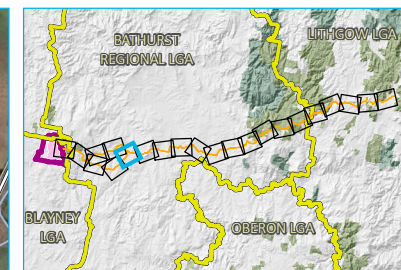 BATHURST
REGIONAL LGA
LITHGOW LGA
BLAYNEY
LGA
OBERON LGA